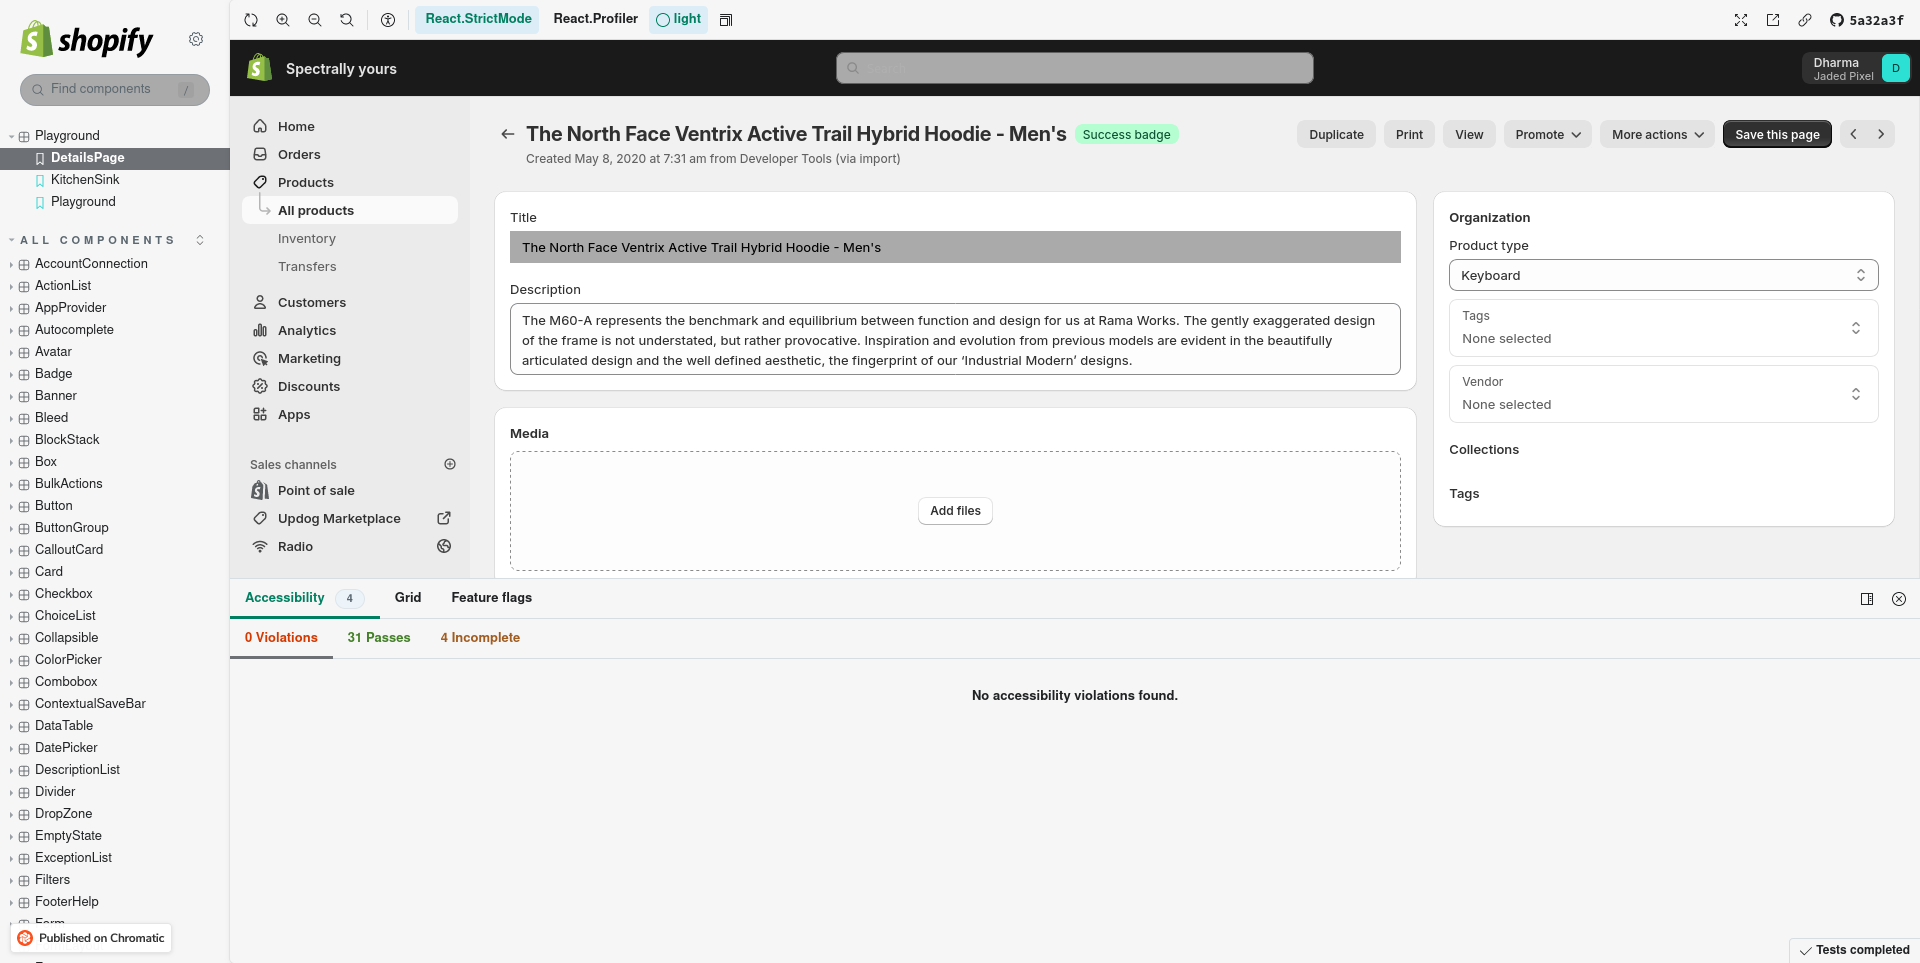 shopify
Find components
/
Playground
DetailsPage
KitchenSink
Playground
ALL COMPONENTS
AccountConnection
ActionList
AppProvider
Autocomplete
Avatar
Badge
Banner
Bleed
BlockStack
Box
BulkActions
Button
ButtonGroup
CalloutCard
Card
Checkbox
ChoiceList
Collapsible
ColorPicker
Combobox
ContextualSaveBar
DataTable
DatePicker
DescriptionList
Divider
DropZone
EmptyState
ExceptionList
Filters
FooterHelp
Form
Published on Chromatic
React.StrictMode
React.Profiler
light
5a32a3f
Spectrally yours
Search
Dharma
Jaded Pixel
D
Home
Orders
Products
All products
Inventory
Transfers
Customers
Analytics
Marketing
Discounts
Apps
Sales channels
Point of sale
Updog Marketplace
Radio
The North Face Ventrix Active Trail Hybrid Hoodie - Men's
Success badge
Created May 8, 2020 at 7:31 am from Developer Tools (via import)
Duplicate
Print
View
Promote
More actions
Save this page
Title
The North Face Ventrix Active Trail Hybrid Hoodie - Men's
Description
The M60-A represents the benchmark and equilibrium between function and design for us at Rama Works. The gently exaggerated design
of the frame is not understated, but rather provocative. Inspiration and evolution from previous models are evident in the beautifully
articulated design and the well defined aesthetic, the fingerprint of our ‘Industrial Modern’ designs.
Media
Add files
Organization
Product type
Keyboard
Tags
None selected
Vendor
None selected
Collections
Tags
Accessibility
4
Grid
Feature flags
0 Violations
31 Passes
4 Incomplete
No accessibility violations found.
Tests completed